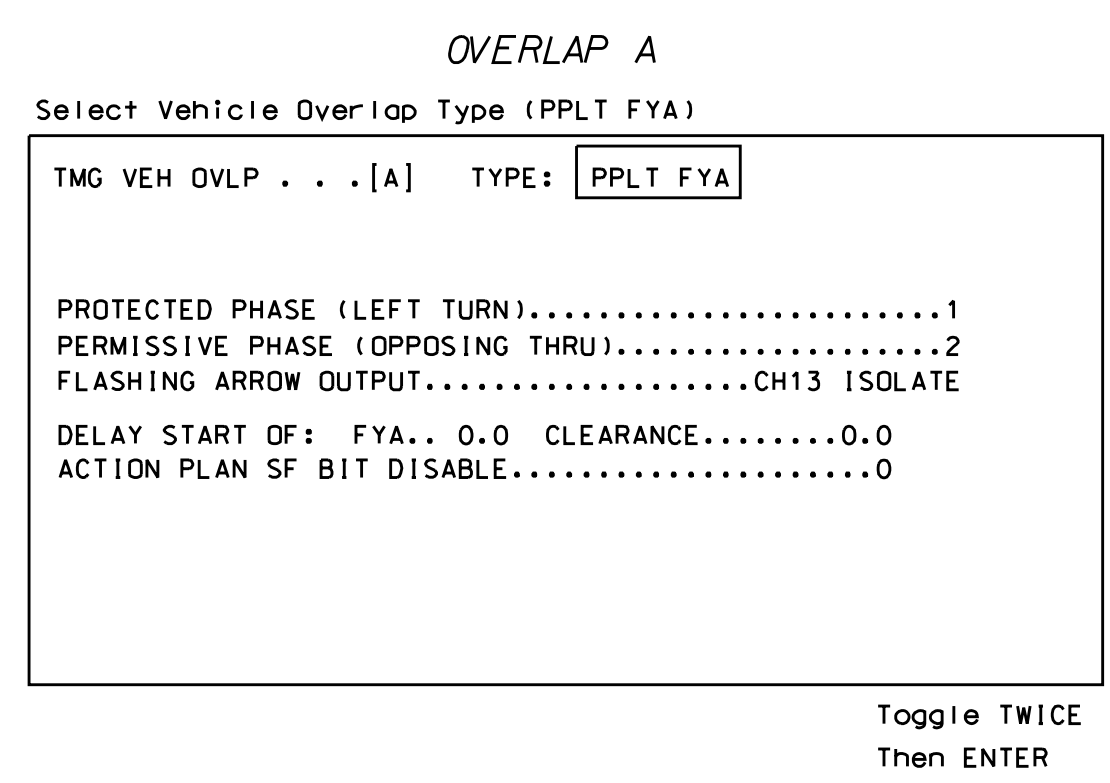 OVERLAP A
Select Vehicle Overlap Type (PPLT FYA)
TMG VEH OVLP . . .[A] TYPE: PPLT FYA
PROTECTED PHASE (LEFT TURN)........................1
PERMISSIVE PHASE (OPPOSING THRU)...................2
FLASHING ARROW OUTPUT...................CH13 ISOLATE
DELAY START OF: FYA.. 0.0 CLEARANCE........0.0
ACTION PLAN SF BIT DISABLE.....................0
Toggle TWICE
Then ENTER